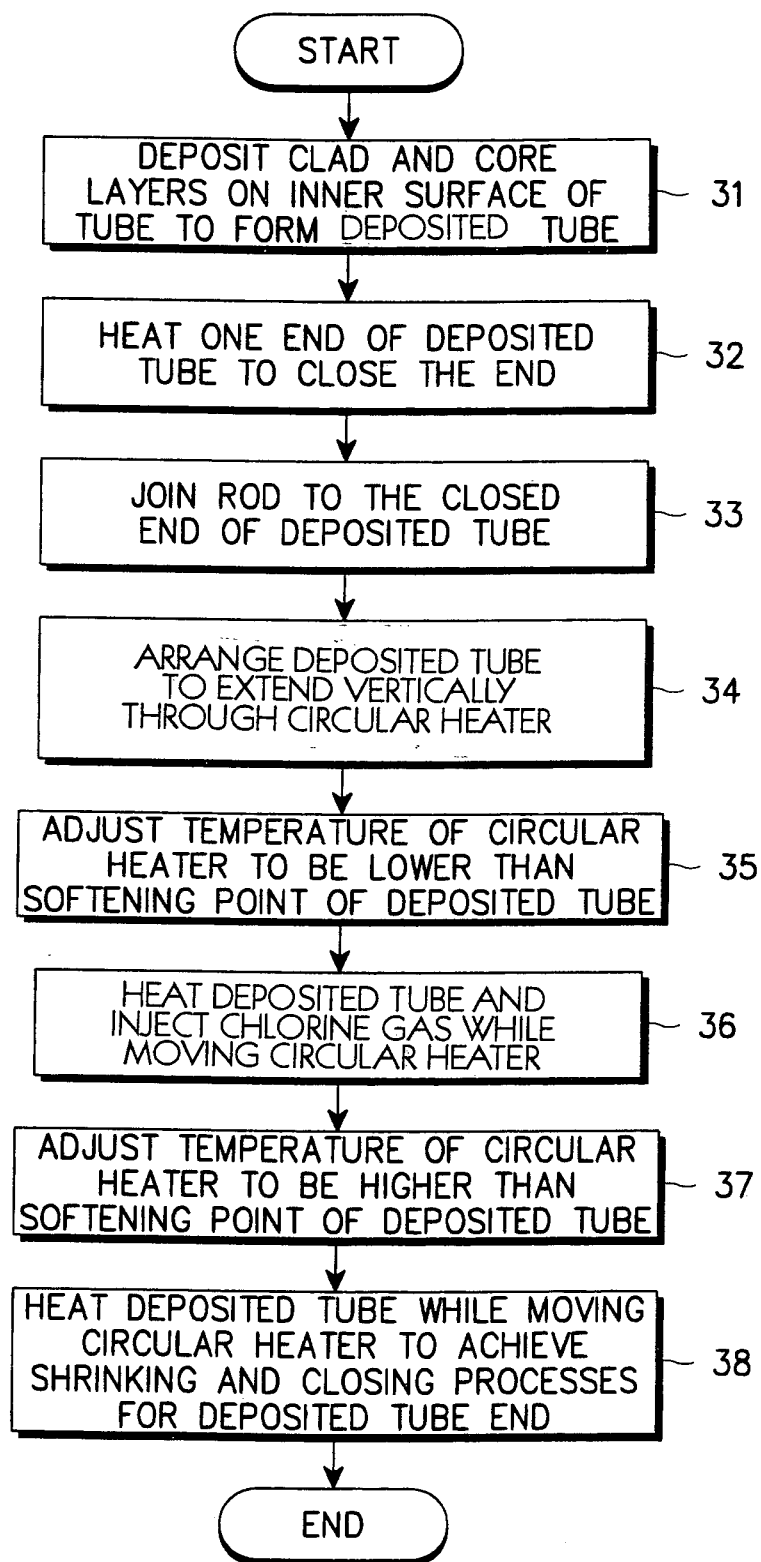 START
DEPOSIT CLAD AND CORE
LAYERS ON INNER SURFACE OF
TUBE TO FORM DEPOSITED TUBE
31
HEAT ONE END OF DEPOSITED
TUBE TO CLOSE THE END
32
JOIN ROD TO THE CLOSED
END OF DEPOSITED TUBE
33
ARRANGE DEPOSITED TUBE
TO EXTEND VERTICALLY
THROUGH CIRCULAR HEATER
34
ADJUST TEMPERATURE OF CIRCULAR
HEATER TO BE LOWER THAN
SOFTENING POINT OF DEPOSITED TUBE
35
HEAT DEPOSITED TUBE AND
INJECT CHLORINE GAS WHILE
MOVING CIRCULAR HEATER
36
ADJUST TEMPERATURE OF CIRCULAR
HEATER TO BE HIGHER THAN
SOFTENING POINT OF DEPOSITED TUBE
37
HEAT DEPOSITED TUBE WHILE MOVING
CIRCULAR HEATER TO ACHIEVE
SHRINKING AND CLOSING PROCESSES
FOR DEPOSITED TUBE END
38
END